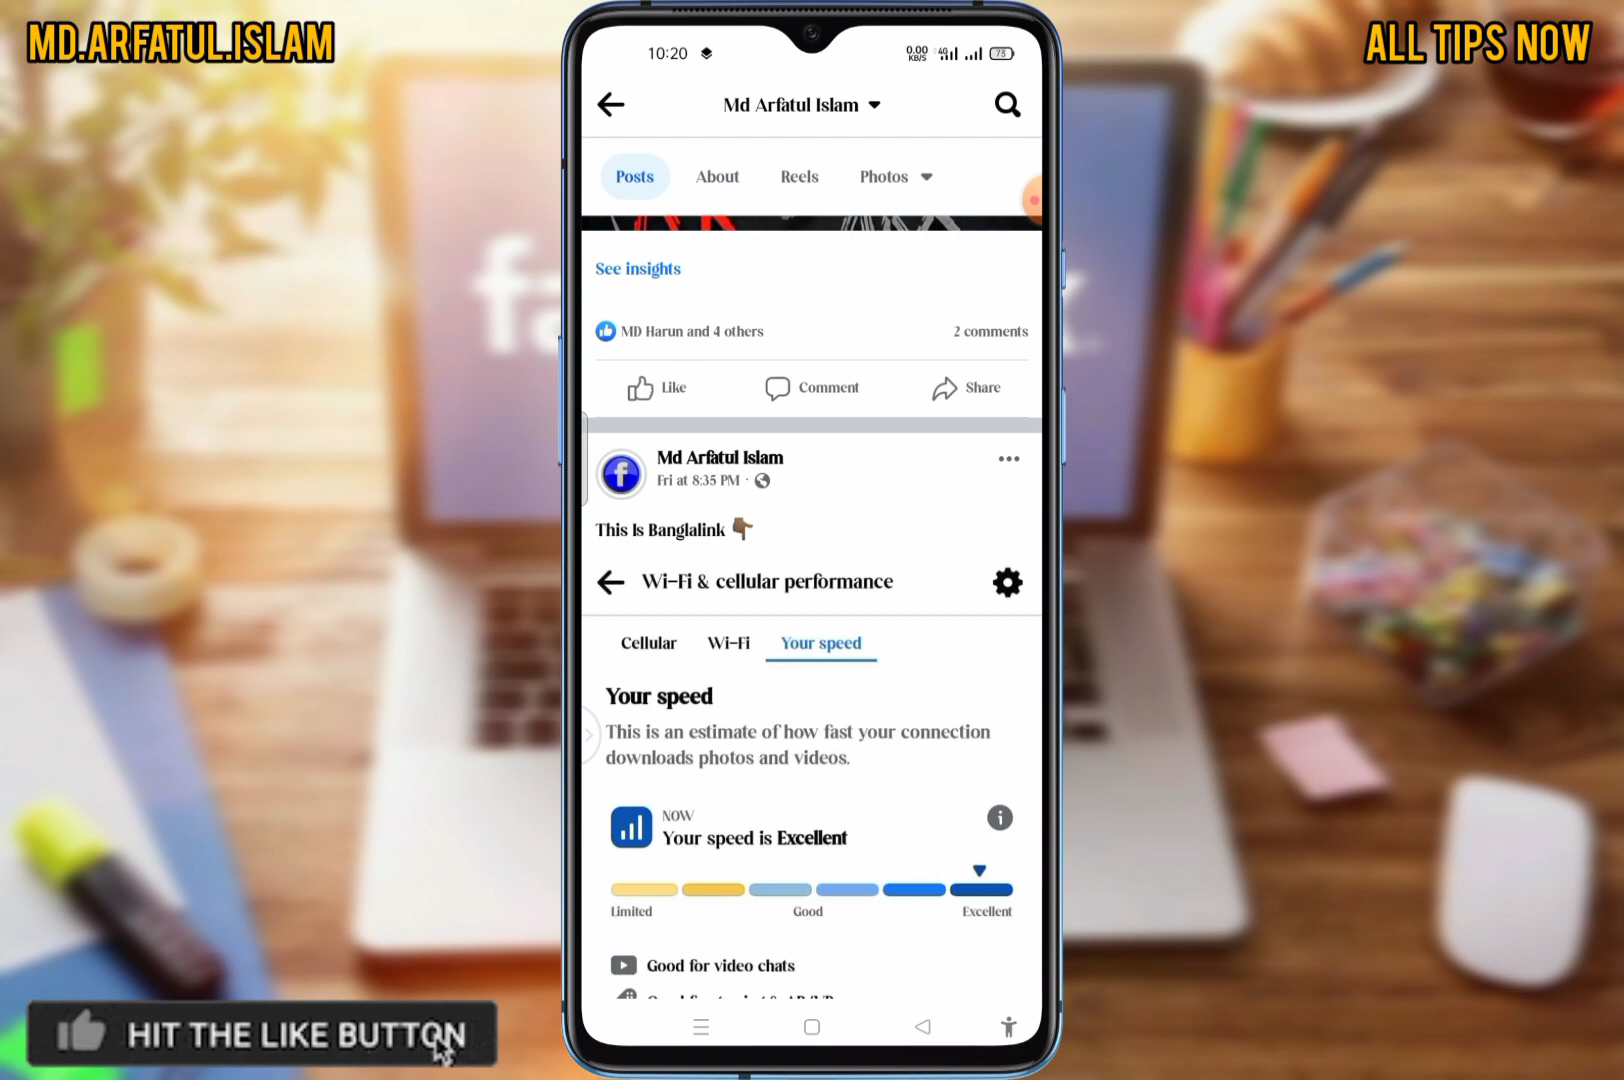 MD.ARFATUL.ISLAM
ALL TIPS NOW
10:20
0.00
KB/S
4G
73
Md Arfatul Islam
Posts
About
Reels
Photos
See insights
MD Harun and 4 others
2 comments
Like
Comment
Share
f
Md Arfatul Islam
Fri at 8:35 PM ·
This Is Banglalink 👇🏾
Wi-Fi & cellular performance
Cellular
Wi-Fi
Your speed
Your speed
This is an estimate of how fast your connection
downloads photos and videos.
NOW
Your speed is Excellent
Limited
Good
Excellent
Good for video chats
HIT THE LIKE BUTTON